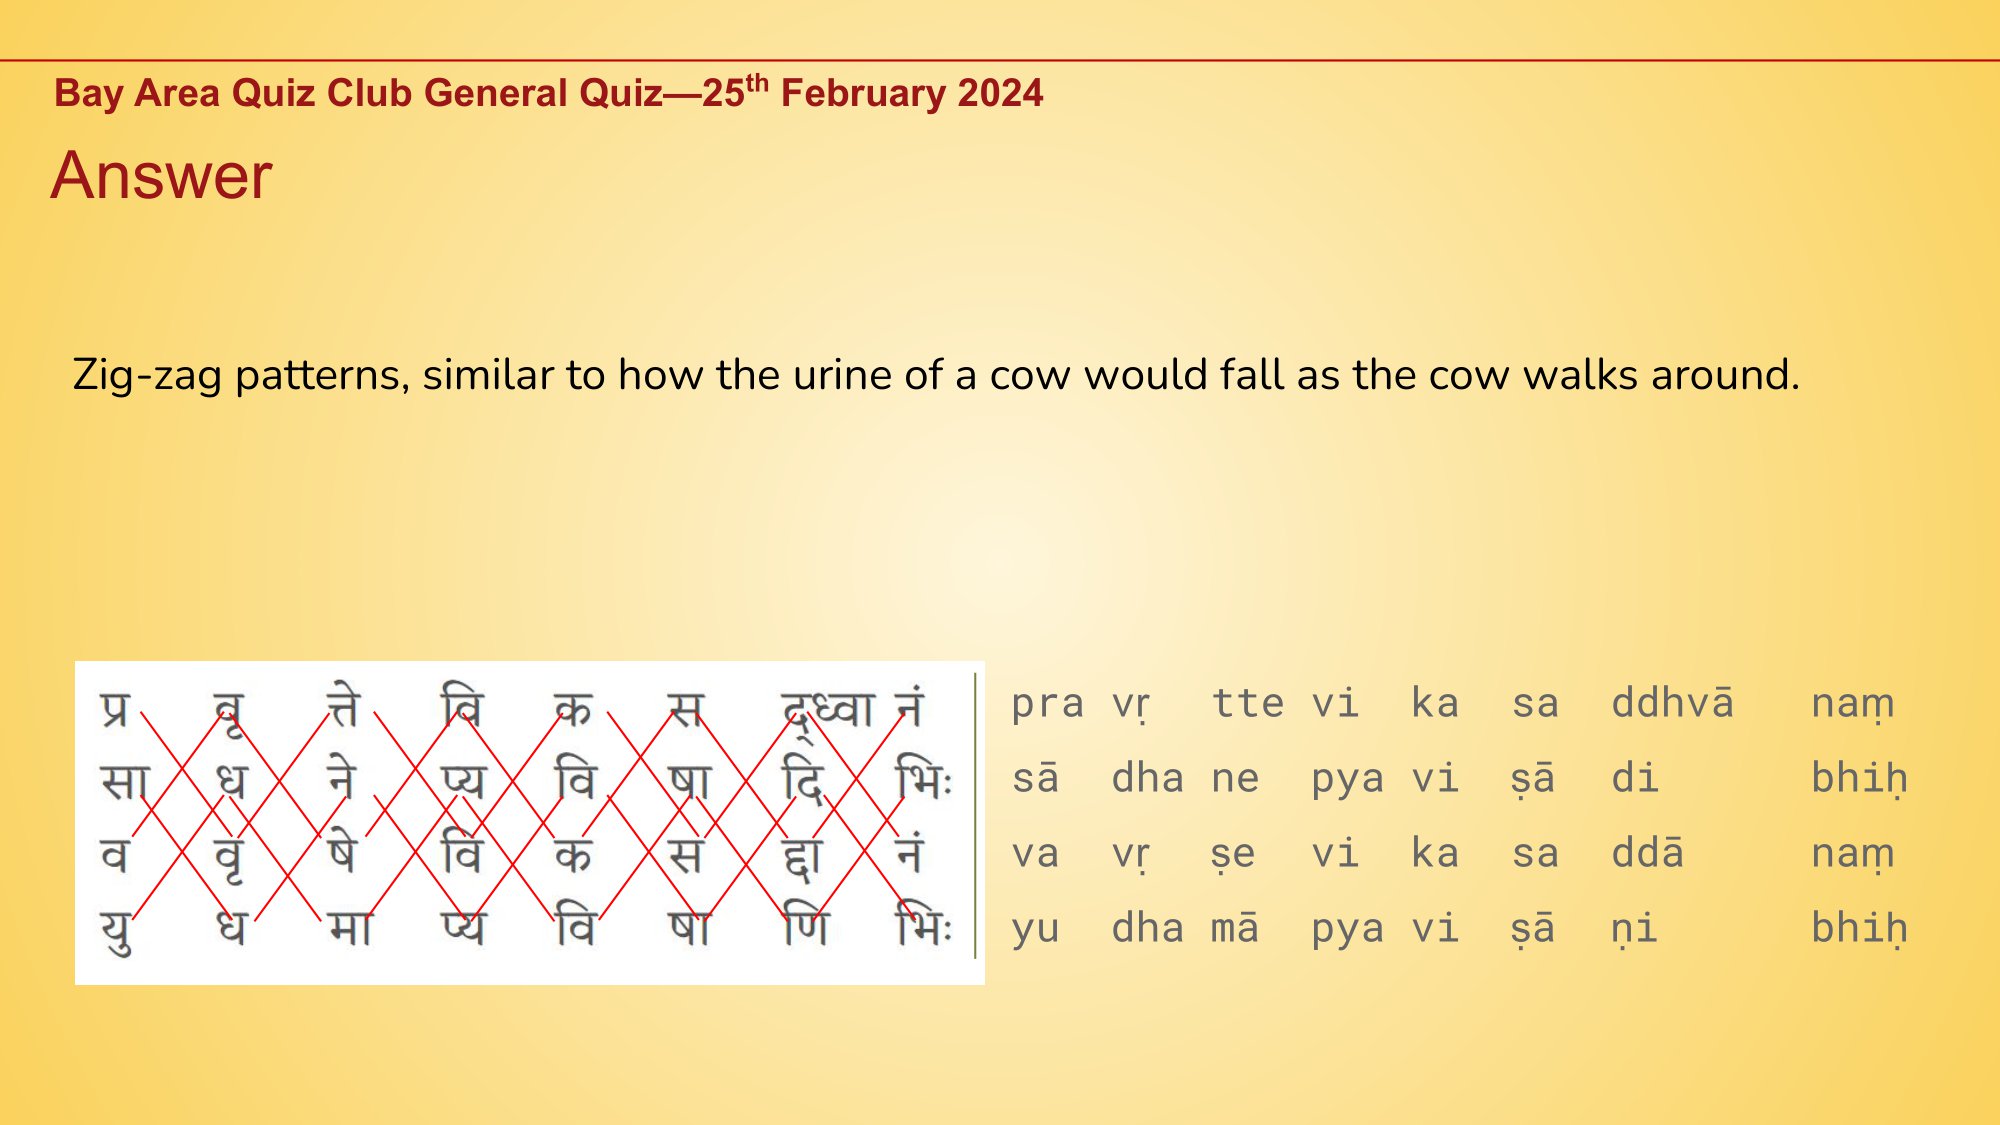 Bay Area Quiz Club General Quiz—25th February 2024
Answer
Zig-zag patterns, similar to how the urine of a cow would fall as the cow walks around.
प्र वृ त्ते वि क स द्ध्वा नं
सा ध ने प्य वि षा दि भिः
व वृ षे वि क स द्दा नं
यु ध मा प्य वि षा णि भिः
pra vṛ tte vi ka sa ddhvā naṃ
sā dha ne pya vi ṣā di bhiḥ
va vṛ ṣe vi ka sa ddā naṃ
yu dha mā pya vi ṣā ṇi bhiḥ